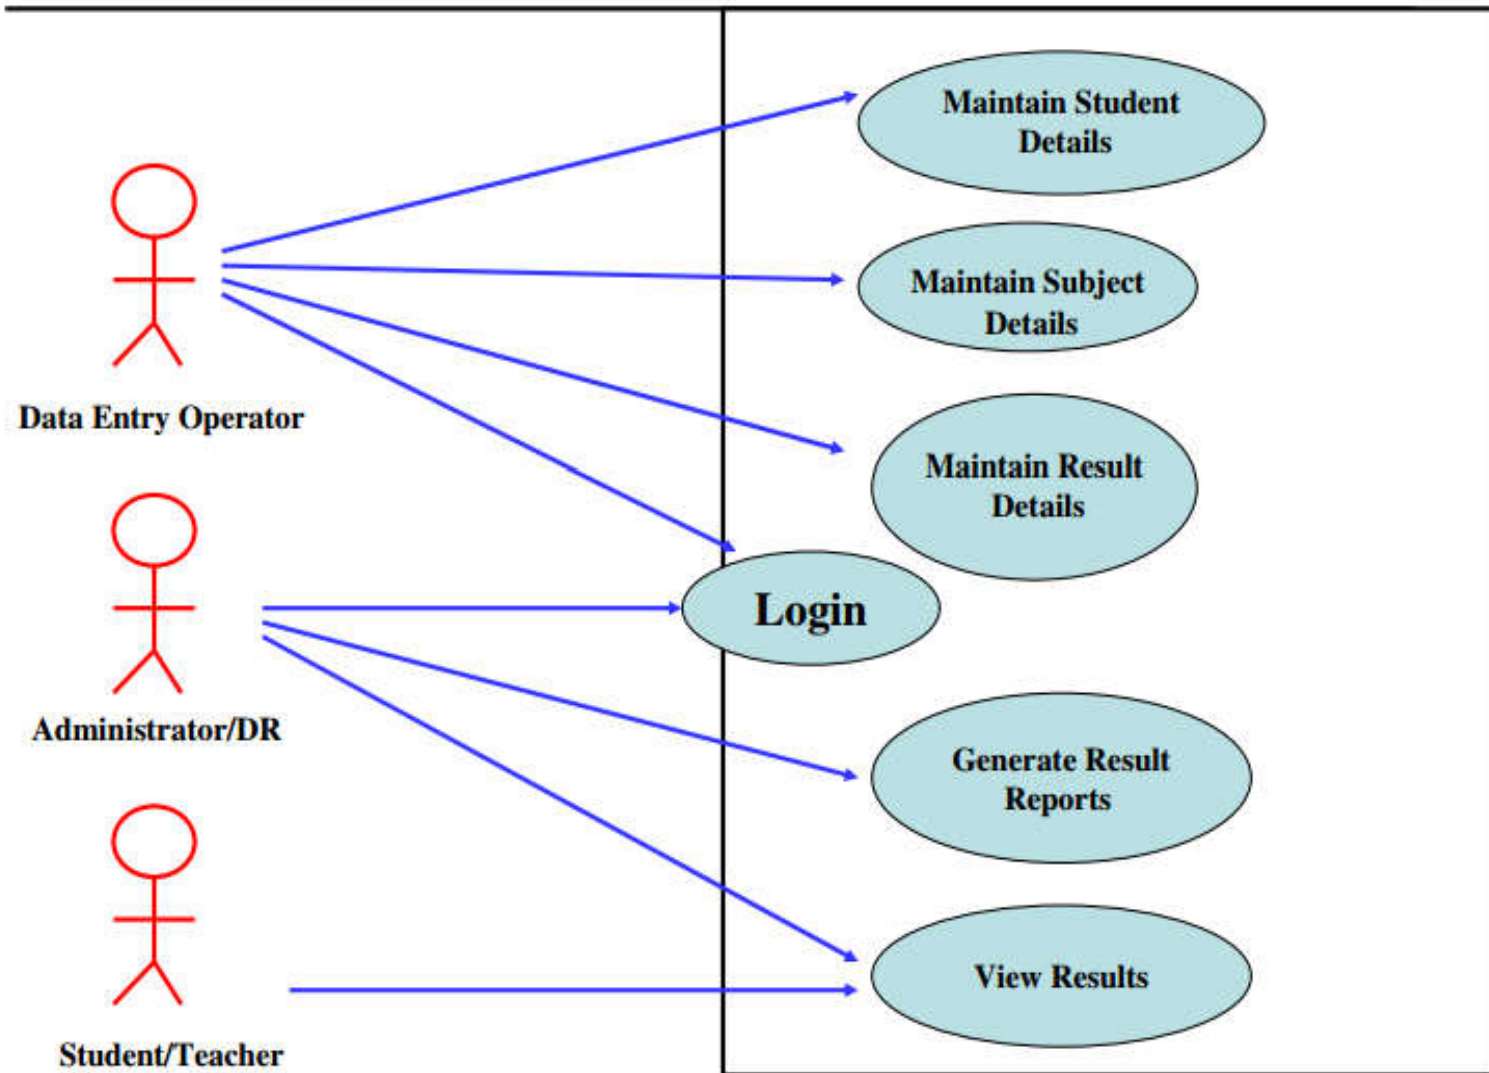 Maintain Student
Details
Maintain Subject
Details
Data Entry Operator
Maintain Result
Details
Login
Administrator/DR
Generate Result
Reports
View Results
Student/Teacher